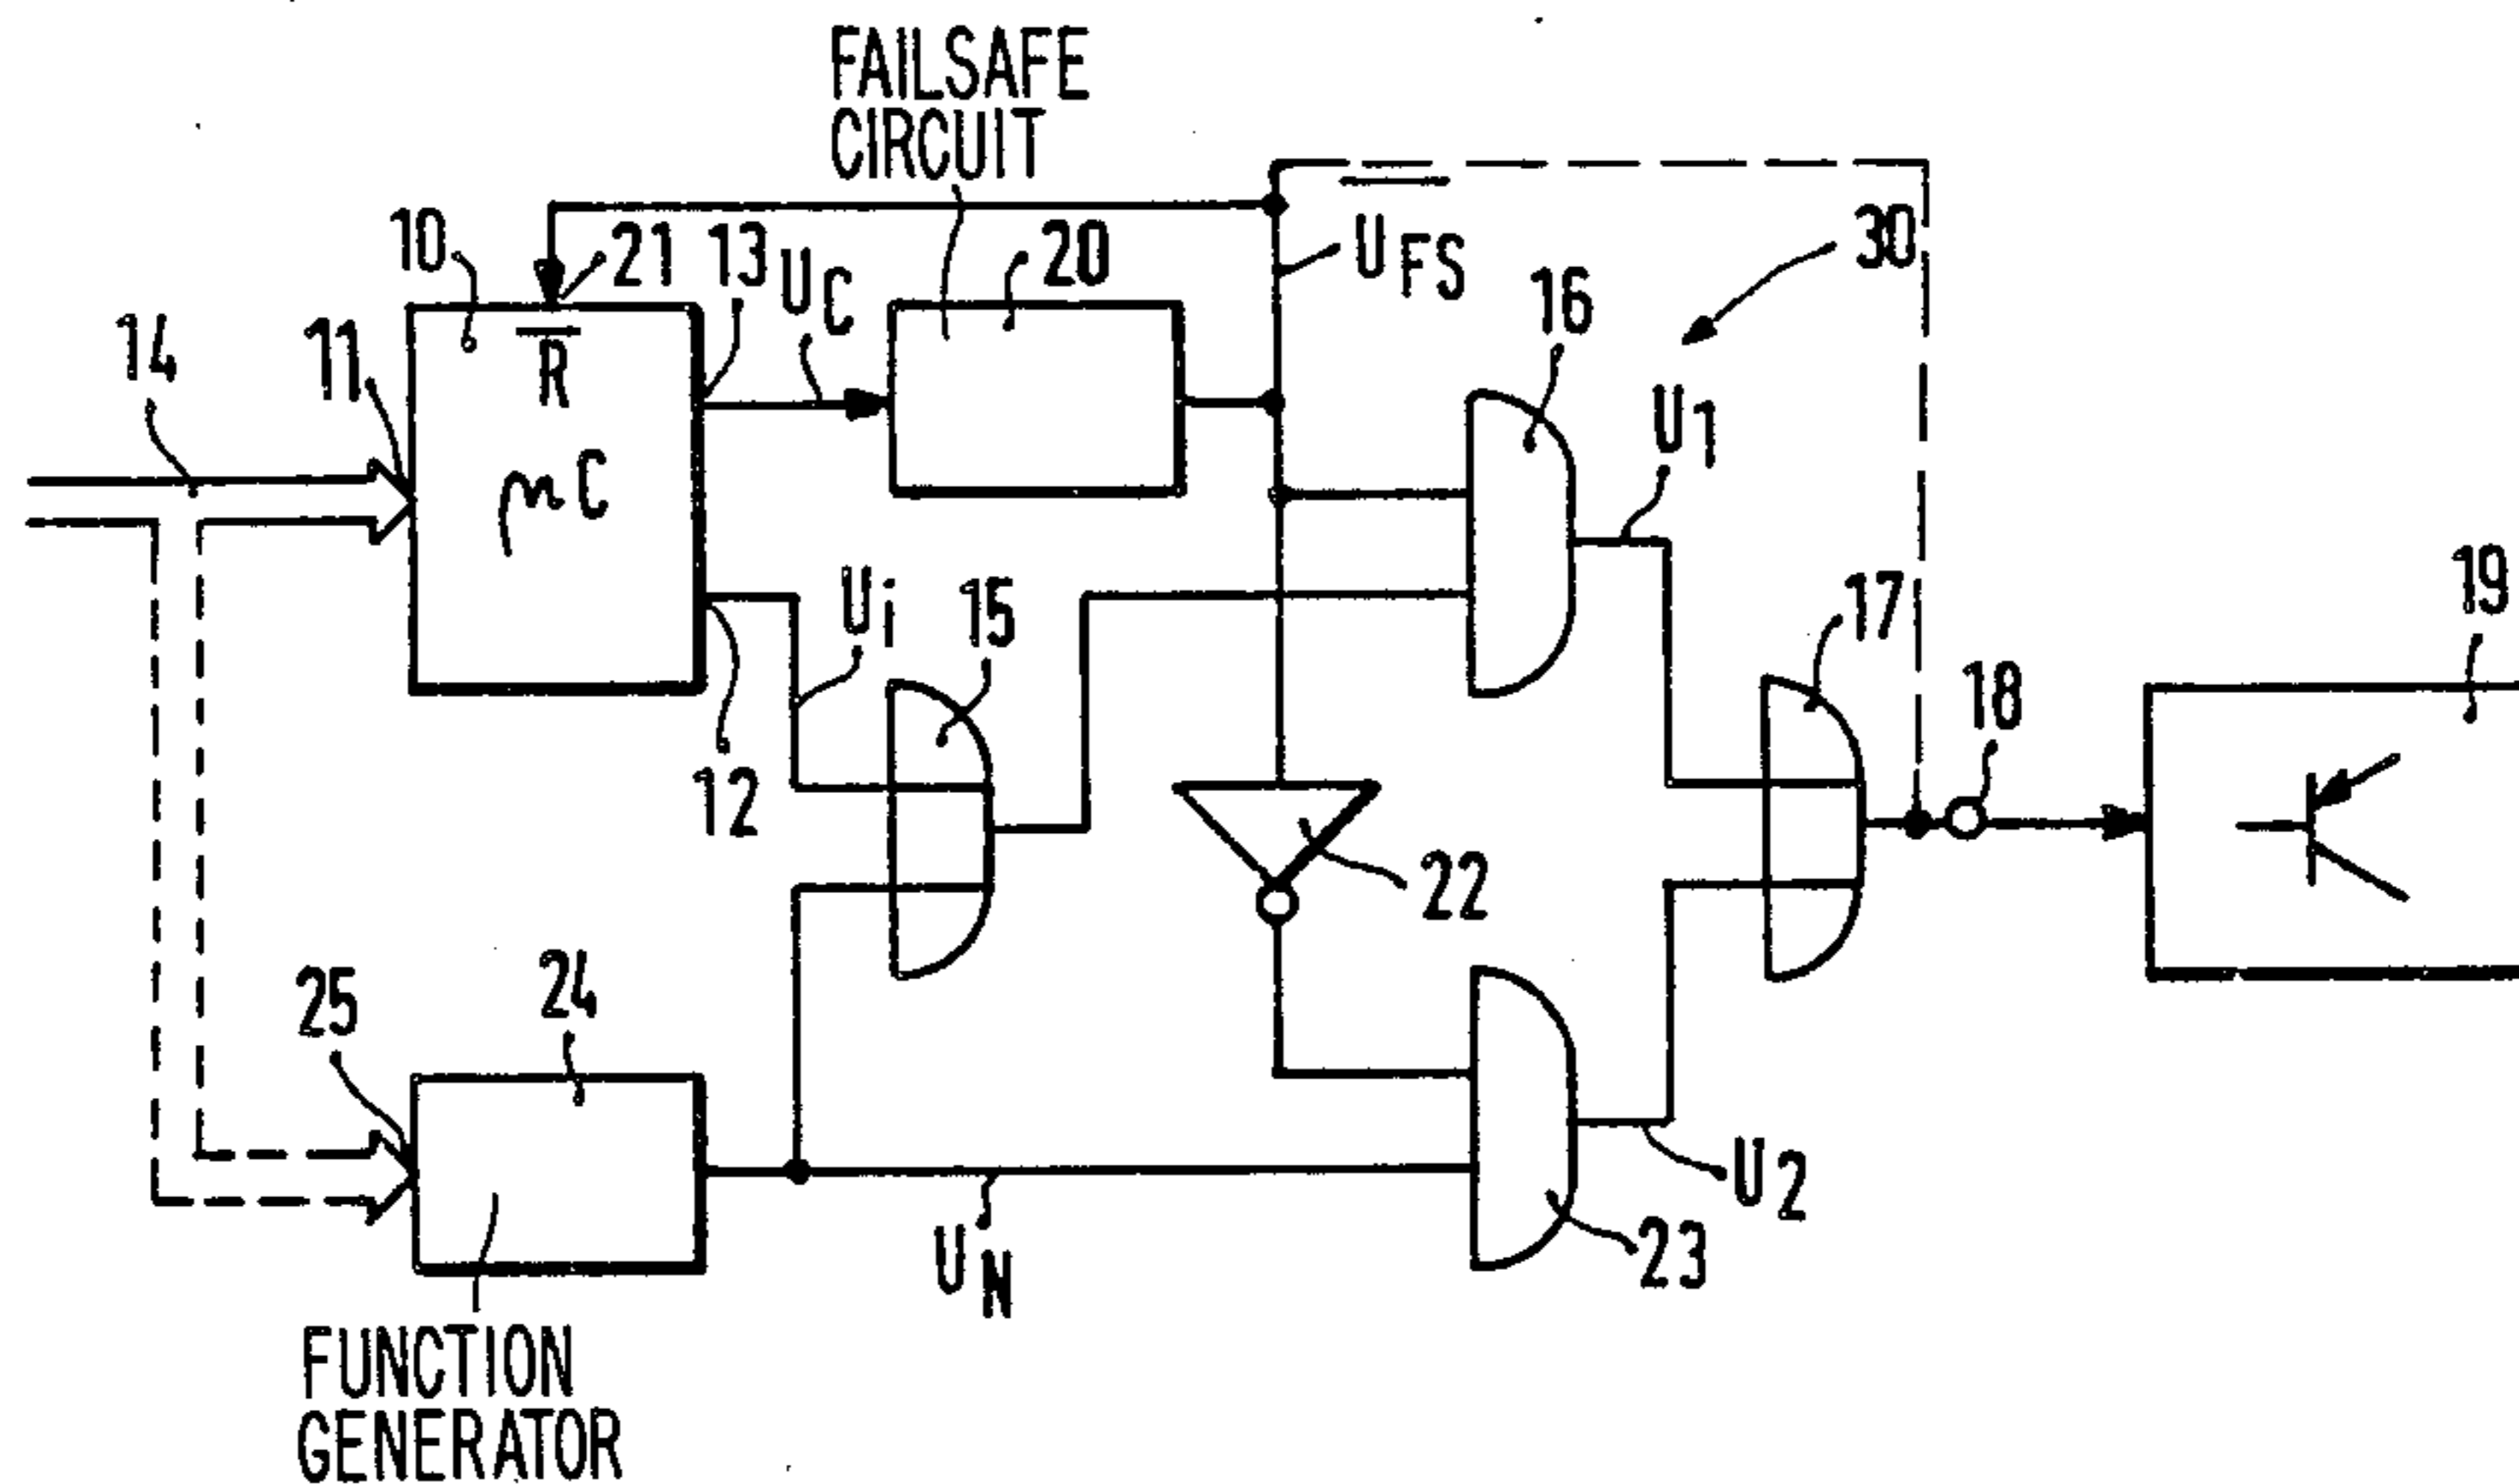 FAILSAFE
CIRCUIT
10
21
13
U̅FS
20
30
UC
16
14
11
R̅
U1
μC
Ui
15
17
19
18
12
22
25
24
U2
UN
23
FUNCTION
GENERATOR